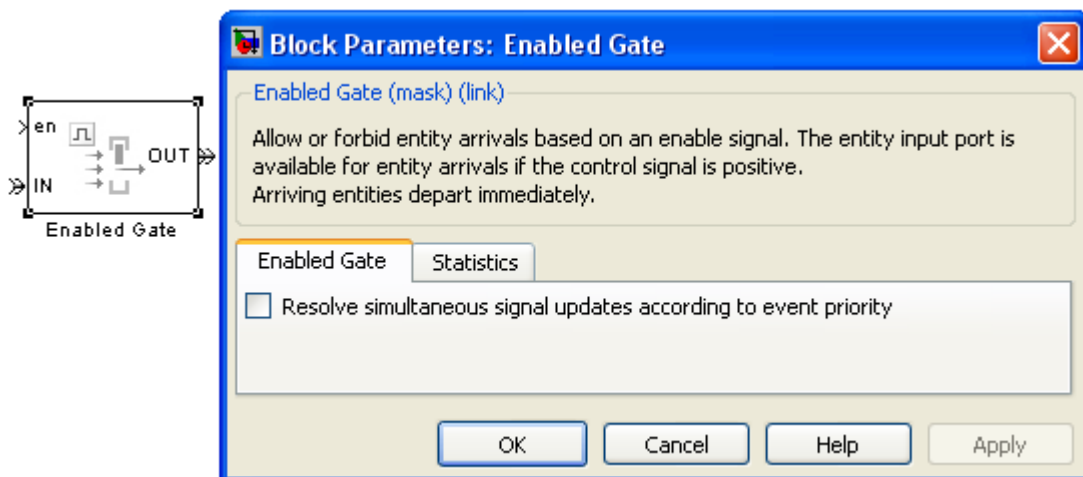 en
OUT
IN
Enabled Gate
Block Parameters: Enabled Gate
Enabled Gate (mask) (link)
Allow or forbid entity arrivals based on an enable signal. The entity input port is
available for entity arrivals if the control signal is positive.
Arriving entities depart immediately.
Enabled Gate
Statistics
Resolve simultaneous signal updates according to event priority
OK
Cancel
Help
Apply